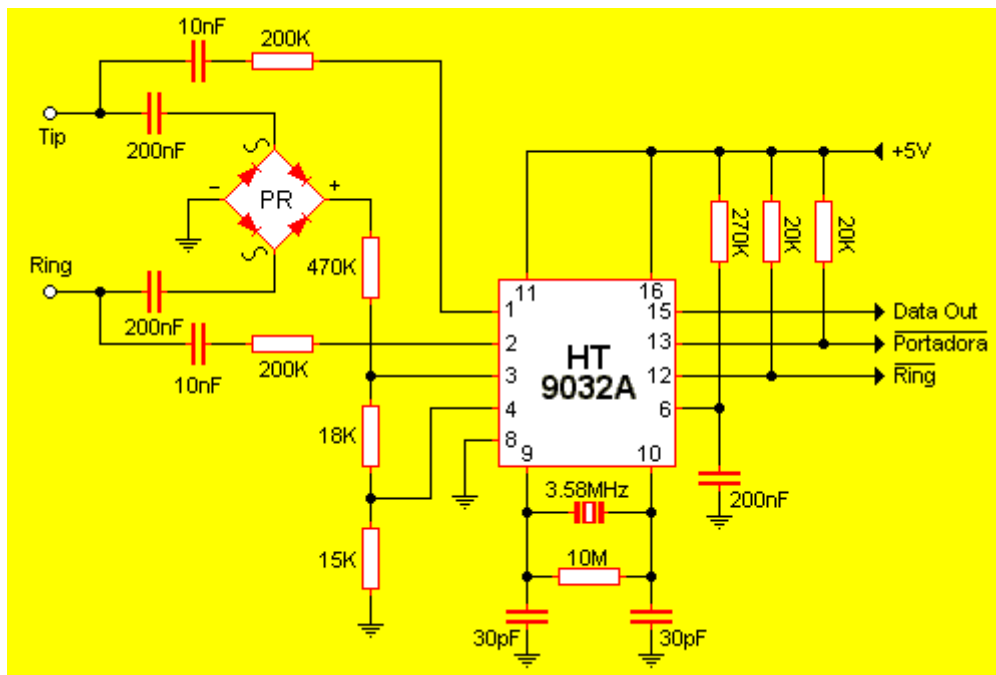 10nF
200K
Tip
200nF
+5V
- PR +
270K
20K
20K
470K
Ring
200nF
11
16
1
15
Data Out
2
13
Portadora
HT
9032A
10nF
200K
3
12
Ring
4
6
18K
8
9
10
3.58MHz
200nF
15K
10M
30pF
30pF